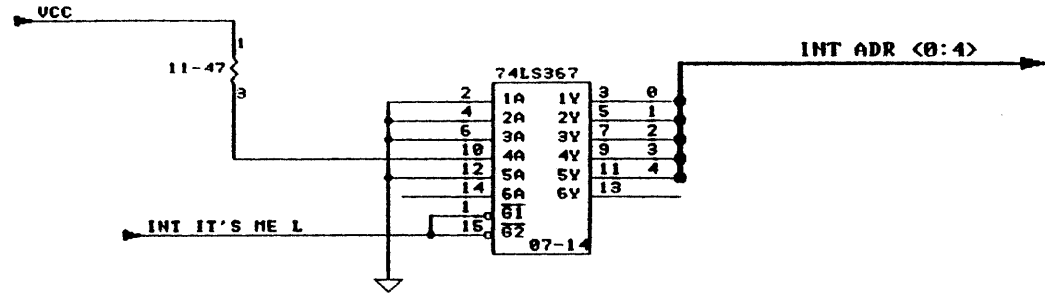 VCC
1
11-47
3
INT ADR <0:4>
74LS367
2 1A 1Y 3 0
4 2A 2Y 5 1
6 3A 3Y 7 2
10 4A 4Y 9 3
12 5A 5Y 11 4
14 6A 6Y 13
1 G1
15 G2
INT IT'S ME L
07-14